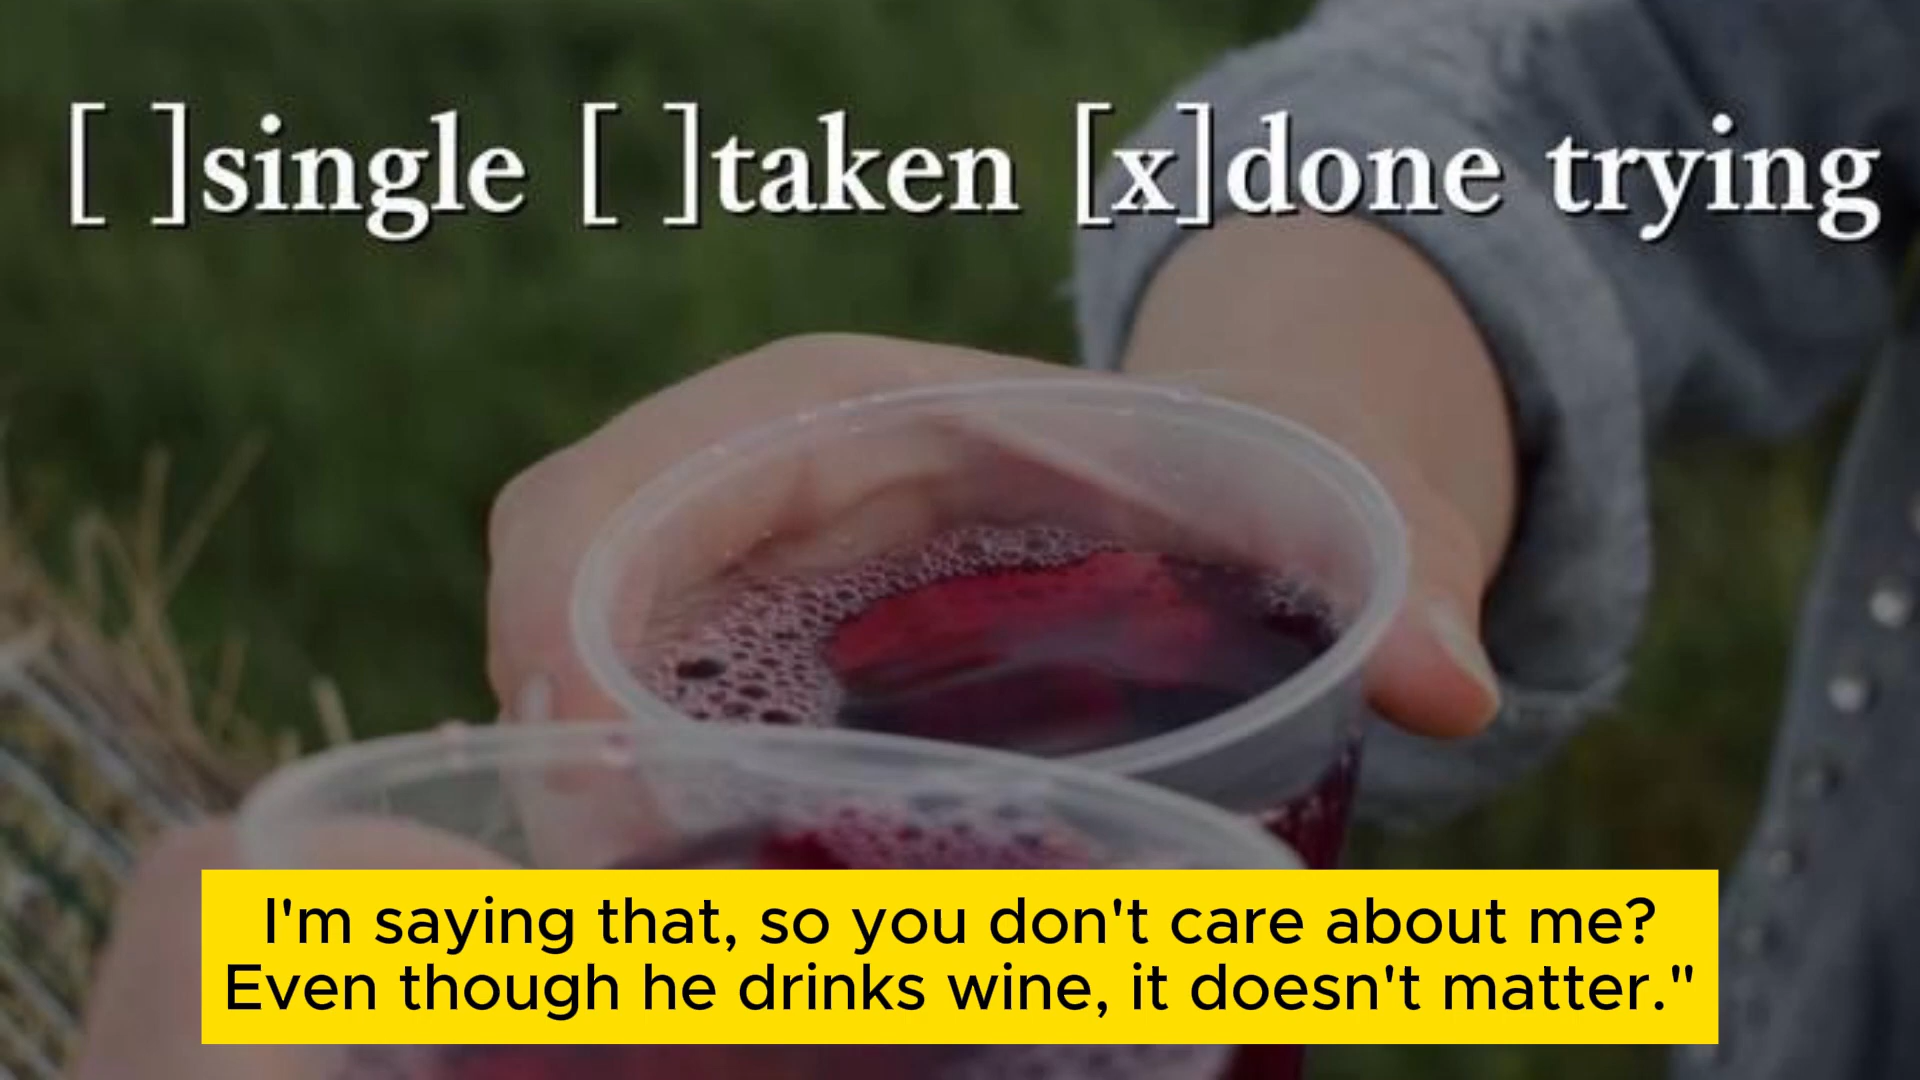 [ ]single [ ]taken [x]done trying
I'm saying that, so you don't care about me?
Even though he drinks wine, it doesn't matter."